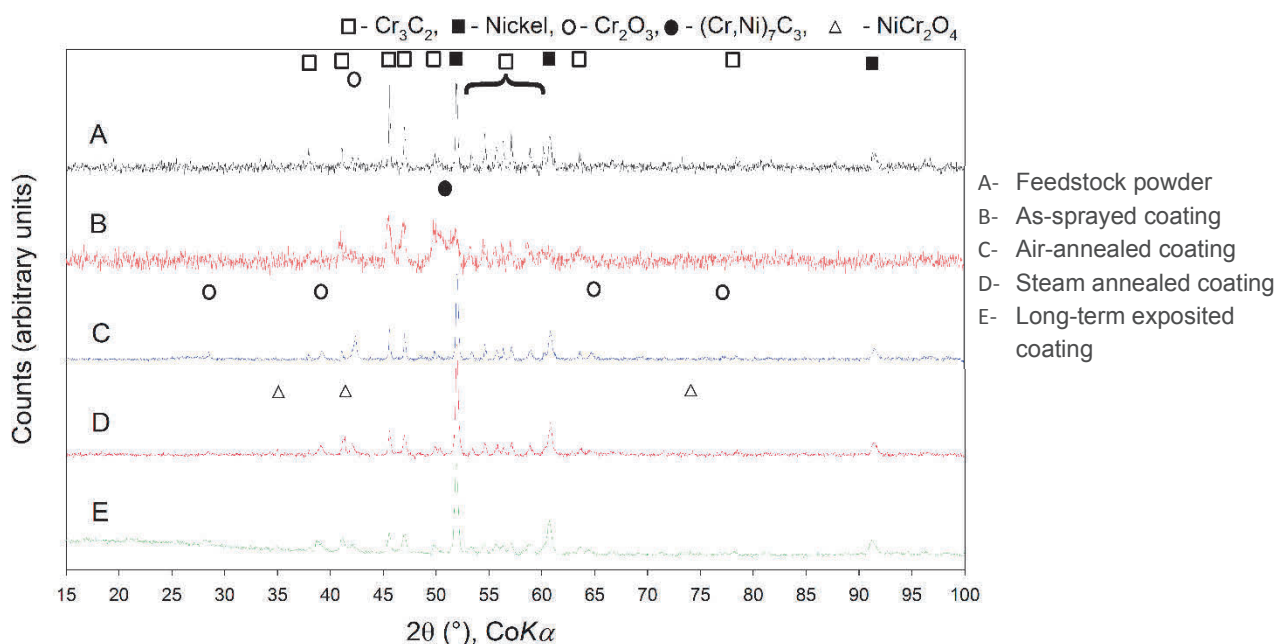 □ - Cr₃C₂, ■ - Nickel, ○ - Cr₂O₃, ● - (Cr,Ni)₇C₃, △ - NiCr₂O₄
Counts (arbitrary units)
A
B
C
D
E
15 20 25 30 35 40 45 50 55 60 65 70 75 80 85 90 95 100
2θ (°), CoKα
A- Feedstock powder
B- As-sprayed coating
C- Air-annealed coating
D- Steam annealed coating
E- Long-term exposited
coating